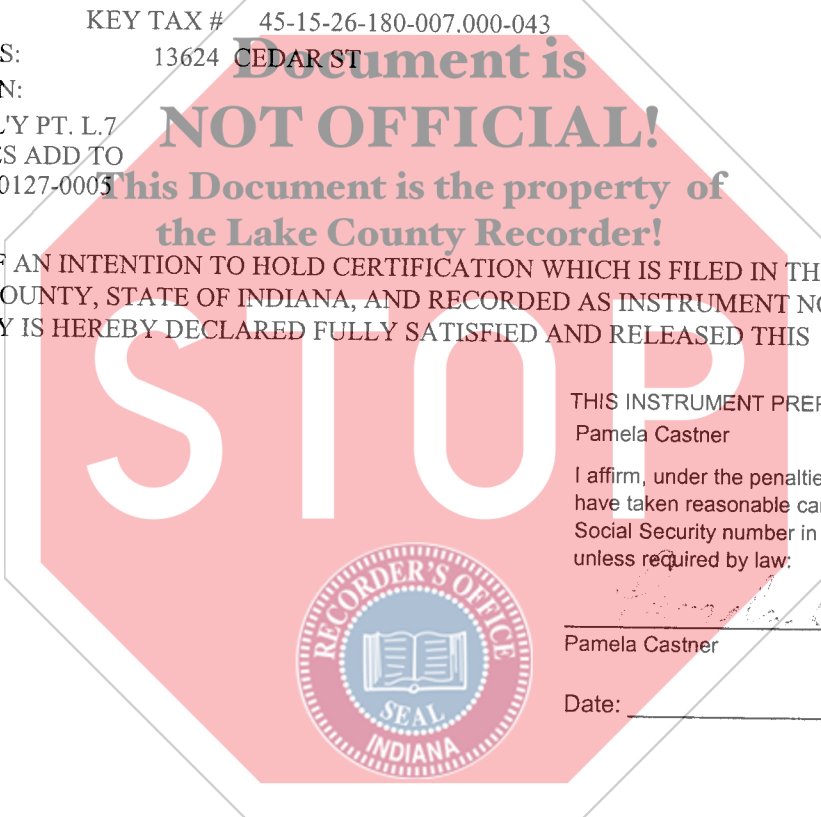 KEY TAX # 45-15-26-180-007.000-043
S: 13624 CEDAR ST
N:
L'Y PT. L.7
ES ADD TO
0127-0005
Document is
NOT OFFICIAL!
This Document is the property of
the Lake County Recorder!
F AN INTENTION TO HOLD CERTIFICATION WHICH IS FILED IN TH
OUNTY, STATE OF INDIANA, AND RECORDED AS INSTRUMENT NO
Y IS HEREBY DECLARED FULLY SATISFIED AND RELEASED THIS
STOP
THIS INSTRUMENT PREP
Pamela Castner
I affirm, under the penaltie
have taken reasonable car
Social Security number in
unless required by law:
Pamela Castner
Date:
RECORDER'S OFFICE
SEAL
INDIANA